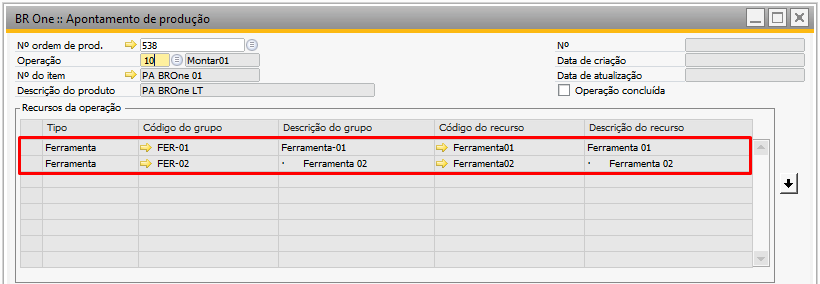 BR One :: Apontamento de produção
Nº ordem de prod. 538 Nº
Operação 10 Montar01 Data de criação
Nº do item PA BROne 01 Data de atualização
Descrição do produto PA BROne LT Operação concluída
Recursos da operação
Tipo Código do grupo Descrição do grupo Código do recurso Descrição do recurso
Ferramenta FER-01 Ferramenta-01 Ferramenta01 Ferramenta 01
Ferramenta FER-02 · Ferramenta 02 Ferramenta02 · Ferramenta 02